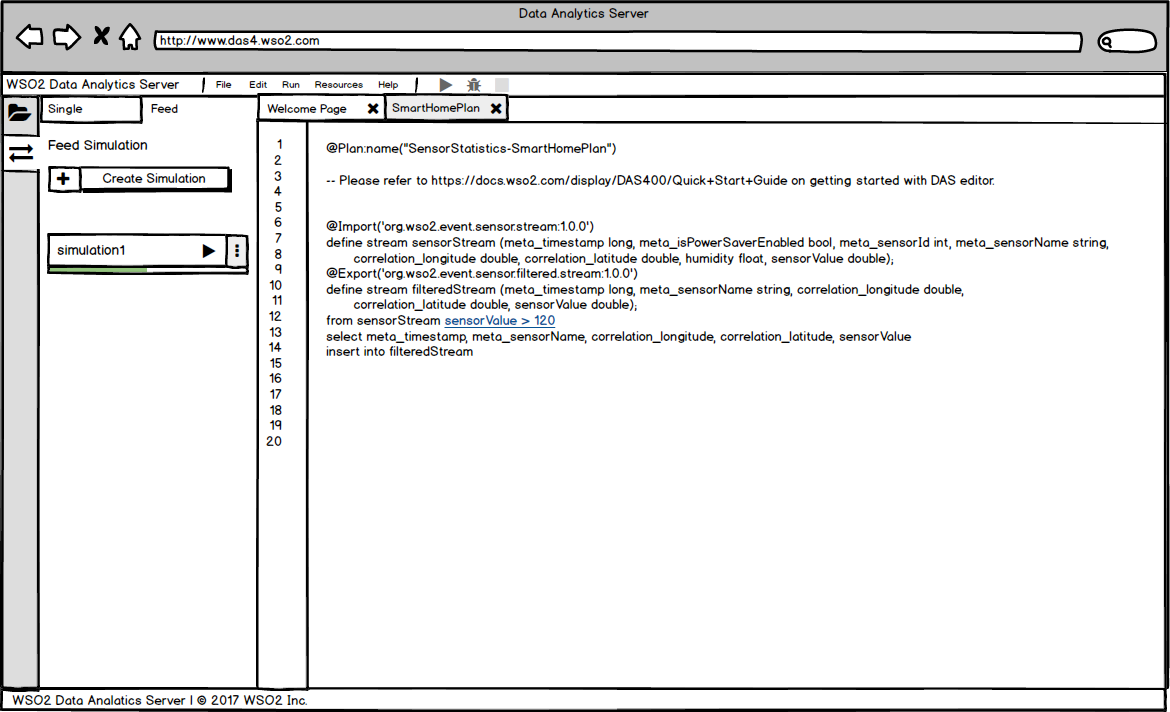 Data Analytics Server
http://www.das4.wso2.com
WSO2 Data Analytics Server | File Edit Run Resources Help |
Single Feed
Welcome Page SmartHomePlan
Feed Simulation
Create Simulation
simulation1
1
2
3
4
5
6
7
8
9
10
11
12
13
14
15
16
17
18
19
20
@Plan:name("SensorStatistics-SmartHomePlan")
-- Please refer to https://docs.wso2.com/display/DAS400/Quick+Start+Guide on getting started with DAS editor.
@Import('org.wso2.event.sensor.stream:1.0.0')
define stream sensorStream (meta_timestamp long, meta_isPowerSaverEnabled bool, meta_sensorId int, meta_sensorName string,
correlation_longitude double, correlation_latitude double, humidity float, sensorValue double);
@Export('org.wso2.event.sensor.filtered.stream:1.0.0')
define stream filteredStream (meta_timestamp long, meta_sensorName string, correlation_longitude double,
correlation_latitude double, sensorValue double);
from sensorStream sensorValue > 120
select meta_timestamp, meta_sensorName, correlation_longitude, correlation_latitude, sensorValue
insert into filteredStream
WSO2 Data Analatics Server | © 2017 WSO2 Inc.